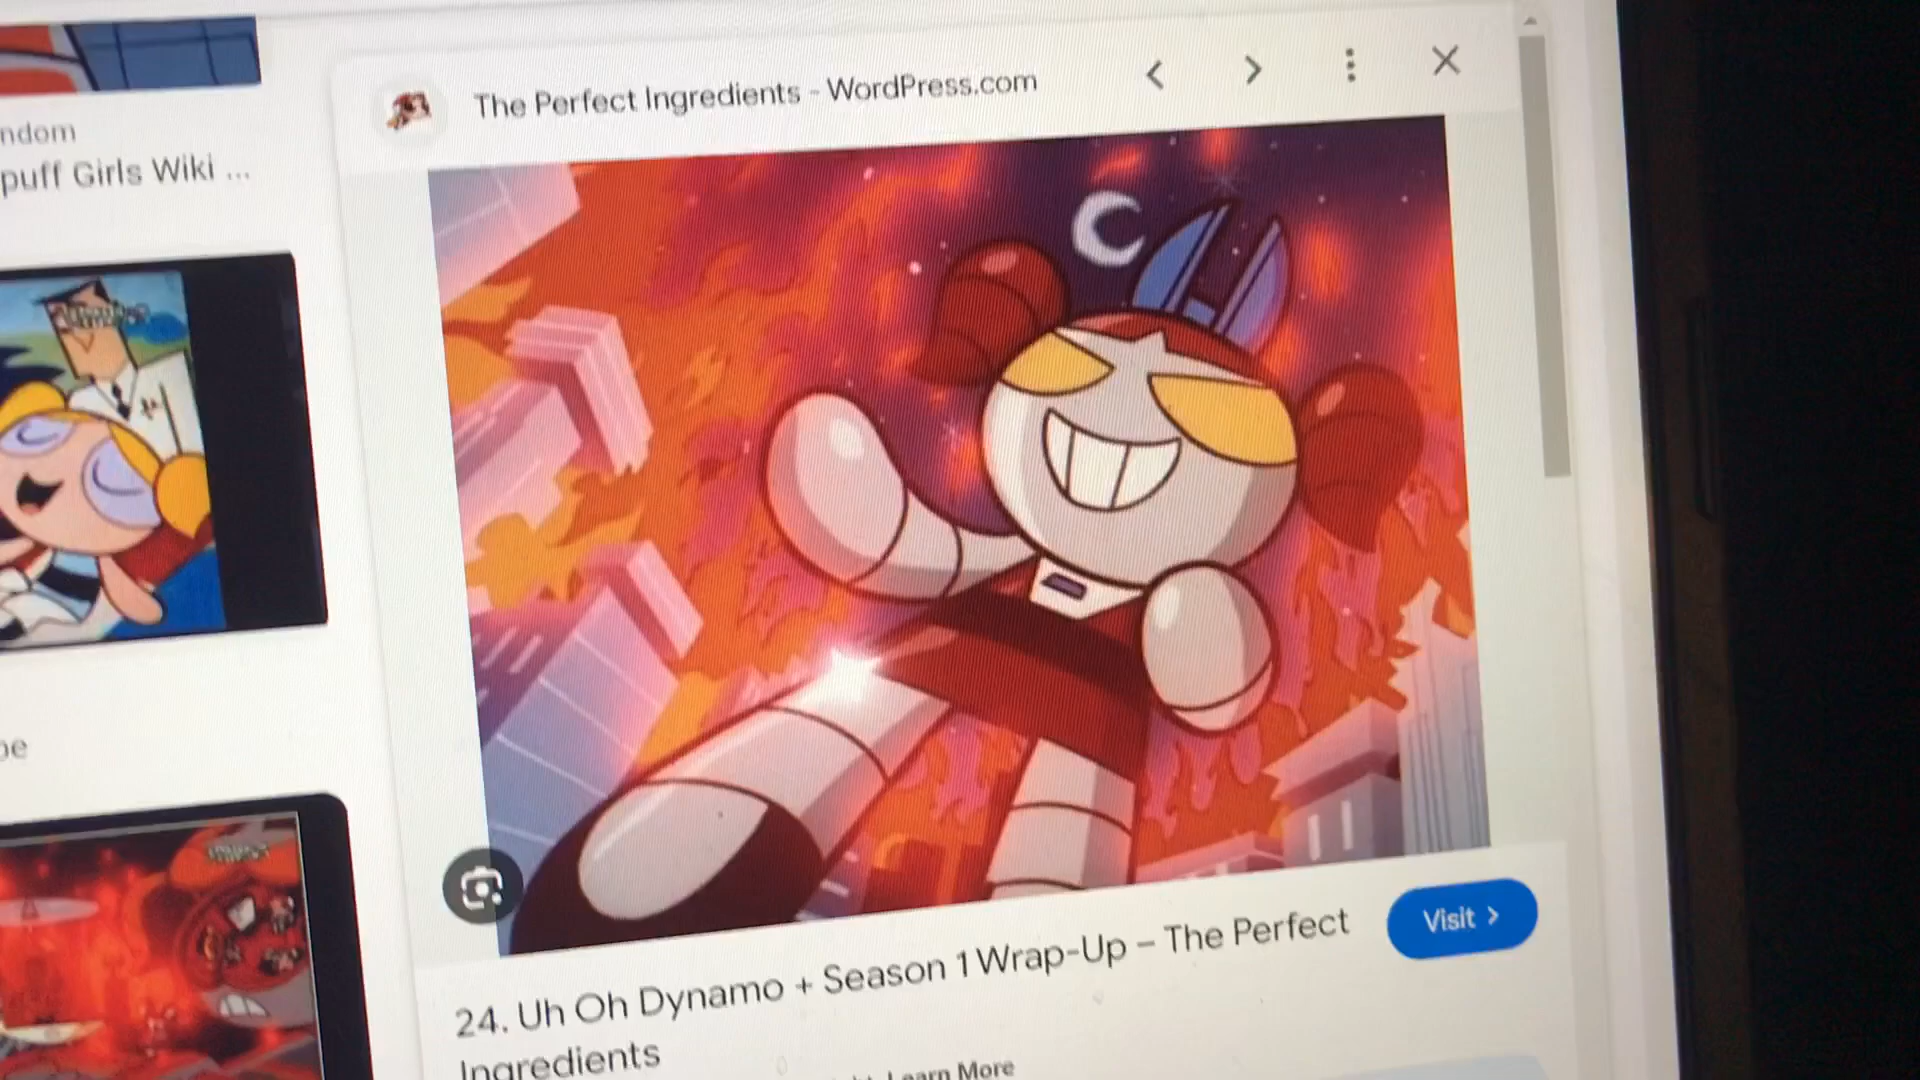 The Perfect Ingredients - WordPress.com
ndom
puff Girls Wiki ...
pe
Visit
24. Uh Oh Dynamo + Season 1 Wrap-Up – The Perfect
Ingredients
Learn More